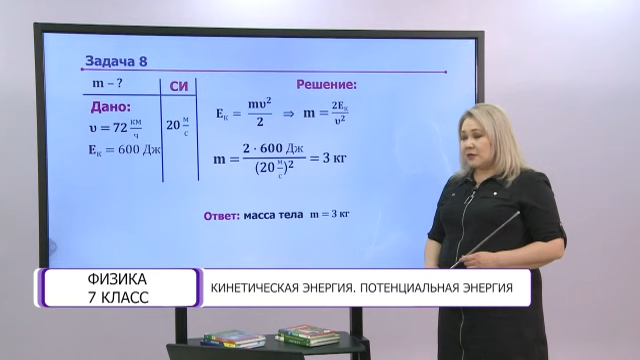 Задача 8
m – ?
СИ
Дано:
υ = 72 км/ч
20 м/с
Eк = 600 Дж
Решение:
Eк = mυ²/2 ⇒ m = 2Eк/υ²
m = 2 · 600 Дж/(20 м/с)² = 3 кг
Ответ: масса тела m = 3 кг
ФИЗИКА
7 КЛАСС
КИНЕТИЧЕСКАЯ ЭНЕРГИЯ. ПОТЕНЦИАЛЬНАЯ ЭНЕРГИЯ